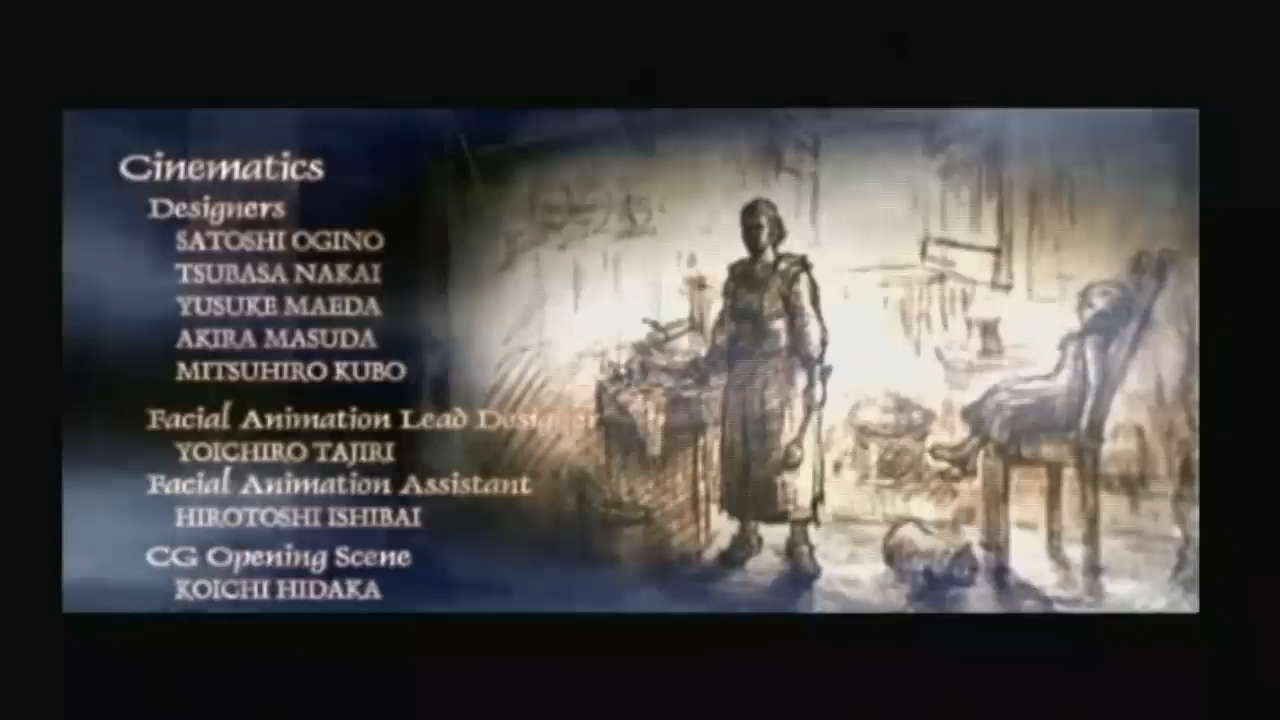 Cinematics
Designers
SATOSHI OGINO
TSUBASA NAKAI
YUSUKE MAEDA
AKIRA MASUDA
MITSUHIRO KUBO
Facial Animation Lead Designer
YOICHIRO TAJIRI
Facial Animation Assistant
HIROTOSHI ISHIBAI
CG Opening Scene
KOICHI HIDAKA